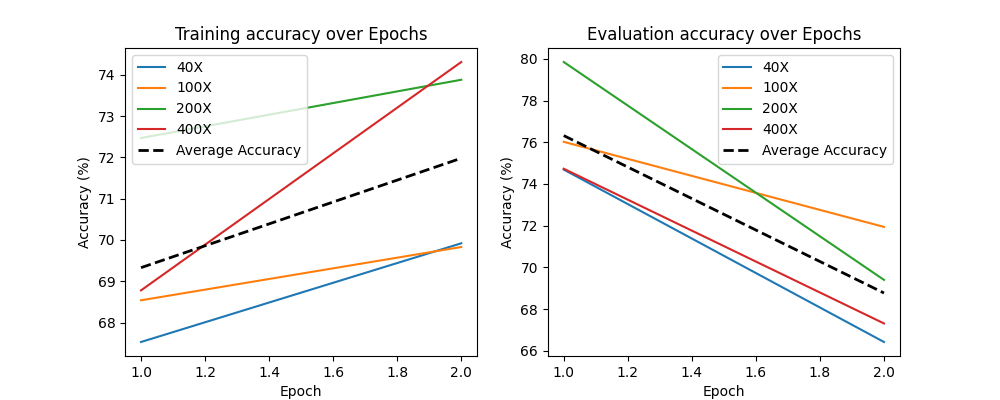 Training accuracy over Epochs
40X
100X
200X
400X
Average Accuracy
74
73
72
71
70
69
68
Accuracy (%)
1.0 1.2 1.4 1.6 1.8 2.0
Epoch
Evaluation accuracy over Epochs
40X
100X
200X
400X
Average Accuracy
80
78
76
74
72
70
68
66
Accuracy (%)
1.0 1.2 1.4 1.6 1.8 2.0
Epoch